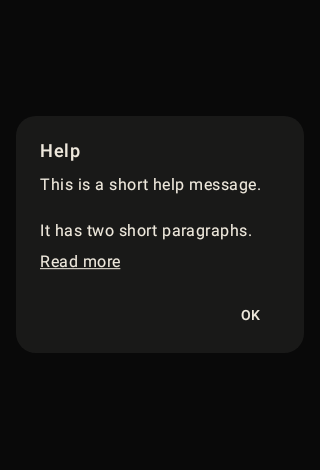 Help
This is a short help message.
It has two short paragraphs.
Read more
OK